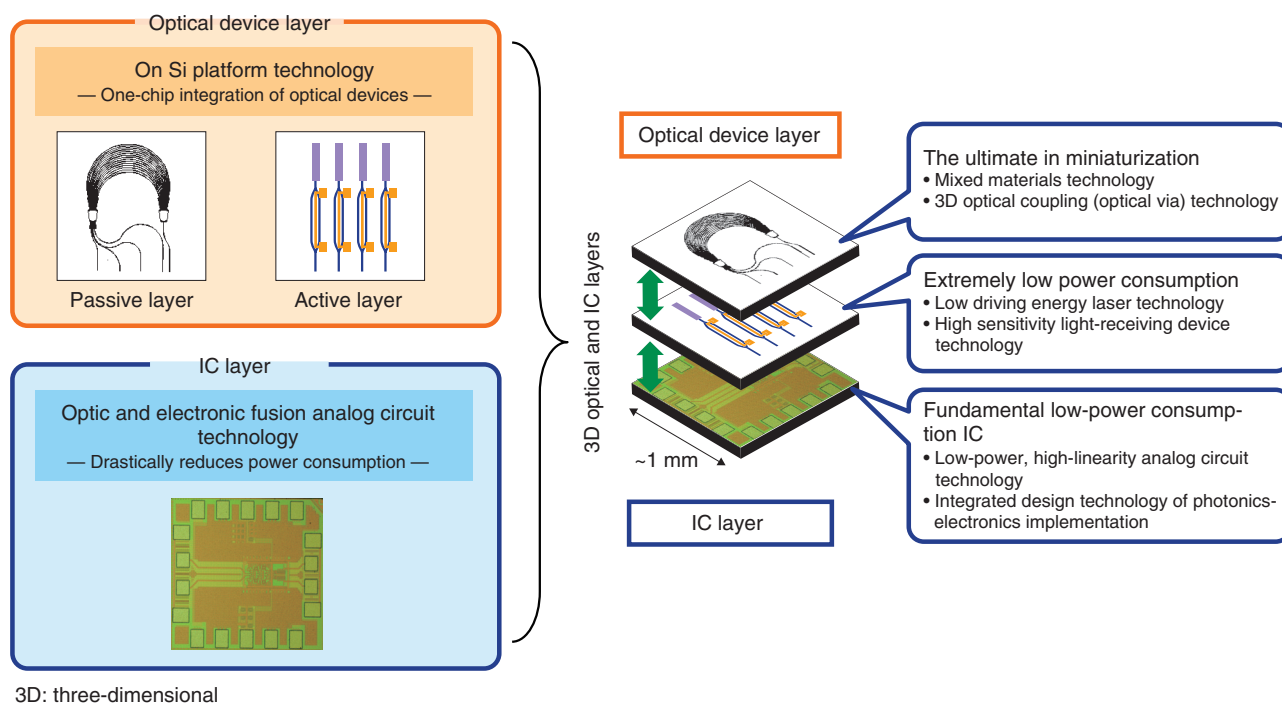 Optical device layer
On Si platform technology
— One-chip integration of optical devices —
Passive layer
Active layer
IC layer
Optic and electronic fusion analog circuit
technology
— Drastically reduces power consumption —
3D optical and IC layers
Optical device layer
~1 mm
IC layer
The ultimate in miniaturization
• Mixed materials technology
• 3D optical coupling (optical via) technology
Extremely low power consumption
• Low driving energy laser technology
• High sensitivity light-receiving device
technology
Fundamental low-power consump-
tion IC
• Low-power, high-linearity analog circuit
technology
• Integrated design technology of photonics-
electronics implementation
3D: three-dimensional